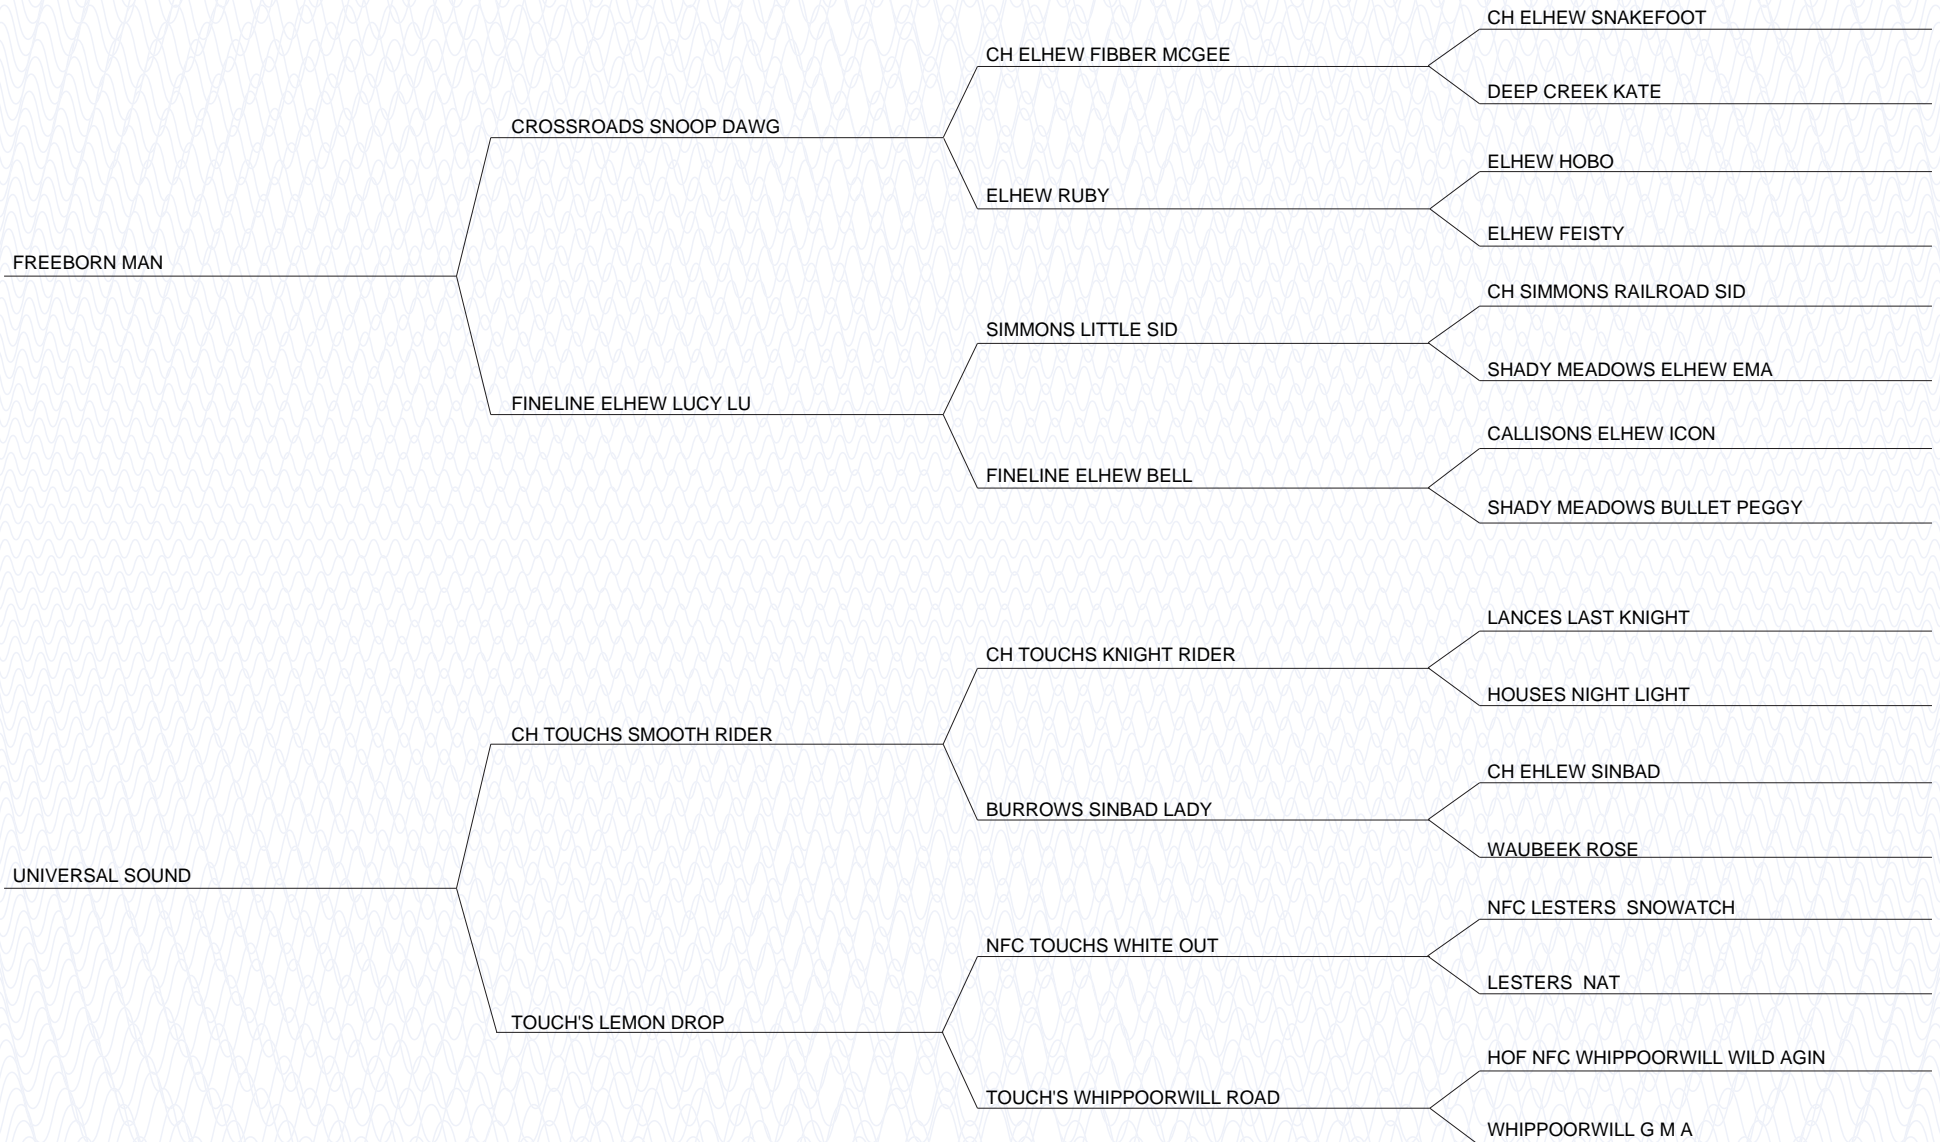 CH ELHEW SNAKEFOOT
CH ELHEW FIBBER MCGEE
DEEP CREEK KATE
CROSSROADS SNOOP DAWG
ELHEW HOBO
ELHEW RUBY
ELHEW FEISTY
FREEBORN MAN
CH SIMMONS RAILROAD SID
SIMMONS LITTLE SID
SHADY MEADOWS ELHEW EMA
FINELINE ELHEW LUCY LU
CALLISONS ELHEW ICON
FINELINE ELHEW BELL
SHADY MEADOWS BULLET PEGGY
LANCES LAST KNIGHT
CH TOUCHS KNIGHT RIDER
HOUSES NIGHT LIGHT
CH TOUCHS SMOOTH RIDER
CH EHLEW SINBAD
BURROWS SINBAD LADY
WAUBEEK ROSE
UNIVERSAL SOUND
NFC LESTERS  SNOWATCH
NFC TOUCHS WHITE OUT
LESTERS  NAT
TOUCH'S LEMON DROP
HOF NFC WHIPPOORWILL WILD AGIN
TOUCH'S WHIPPOORWILL ROAD
WHIPPOORWILL G M A